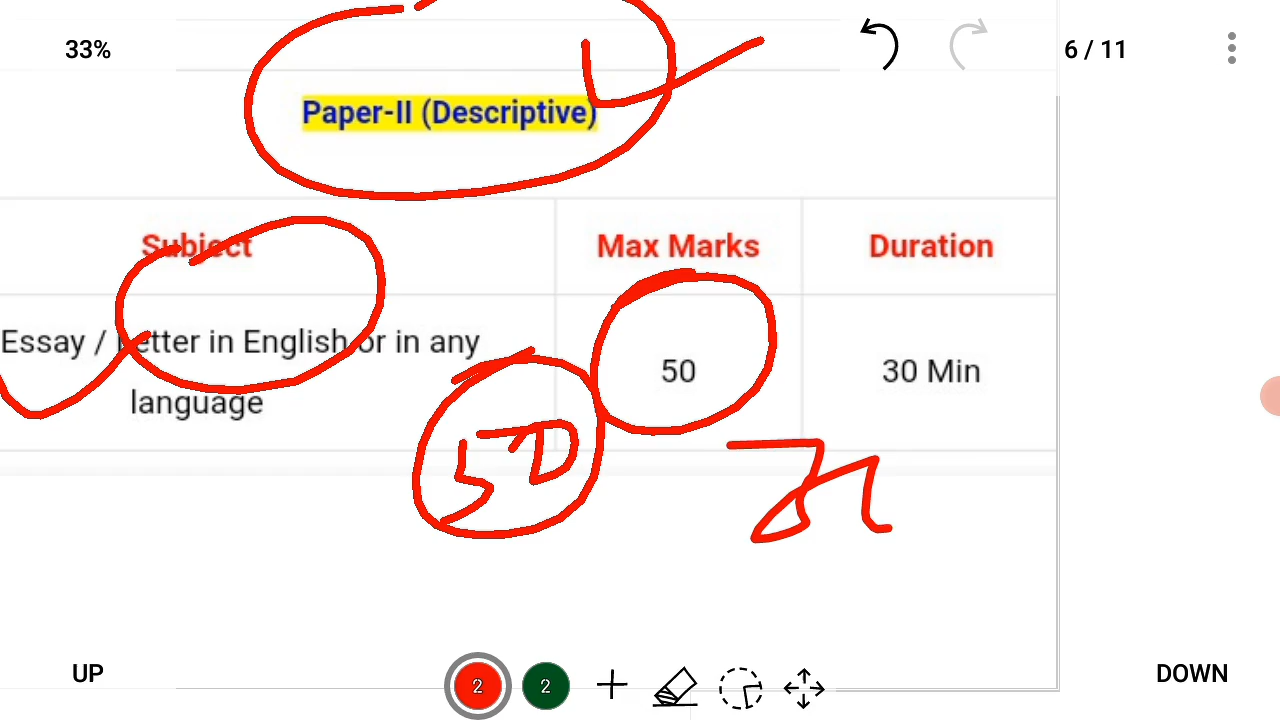 33%
6 / 11
Paper-II (Descriptive)
Subject Max Marks Duration
Essay / Letter in English or in any
language
50
30 Min
50
UP
DOWN
2 2